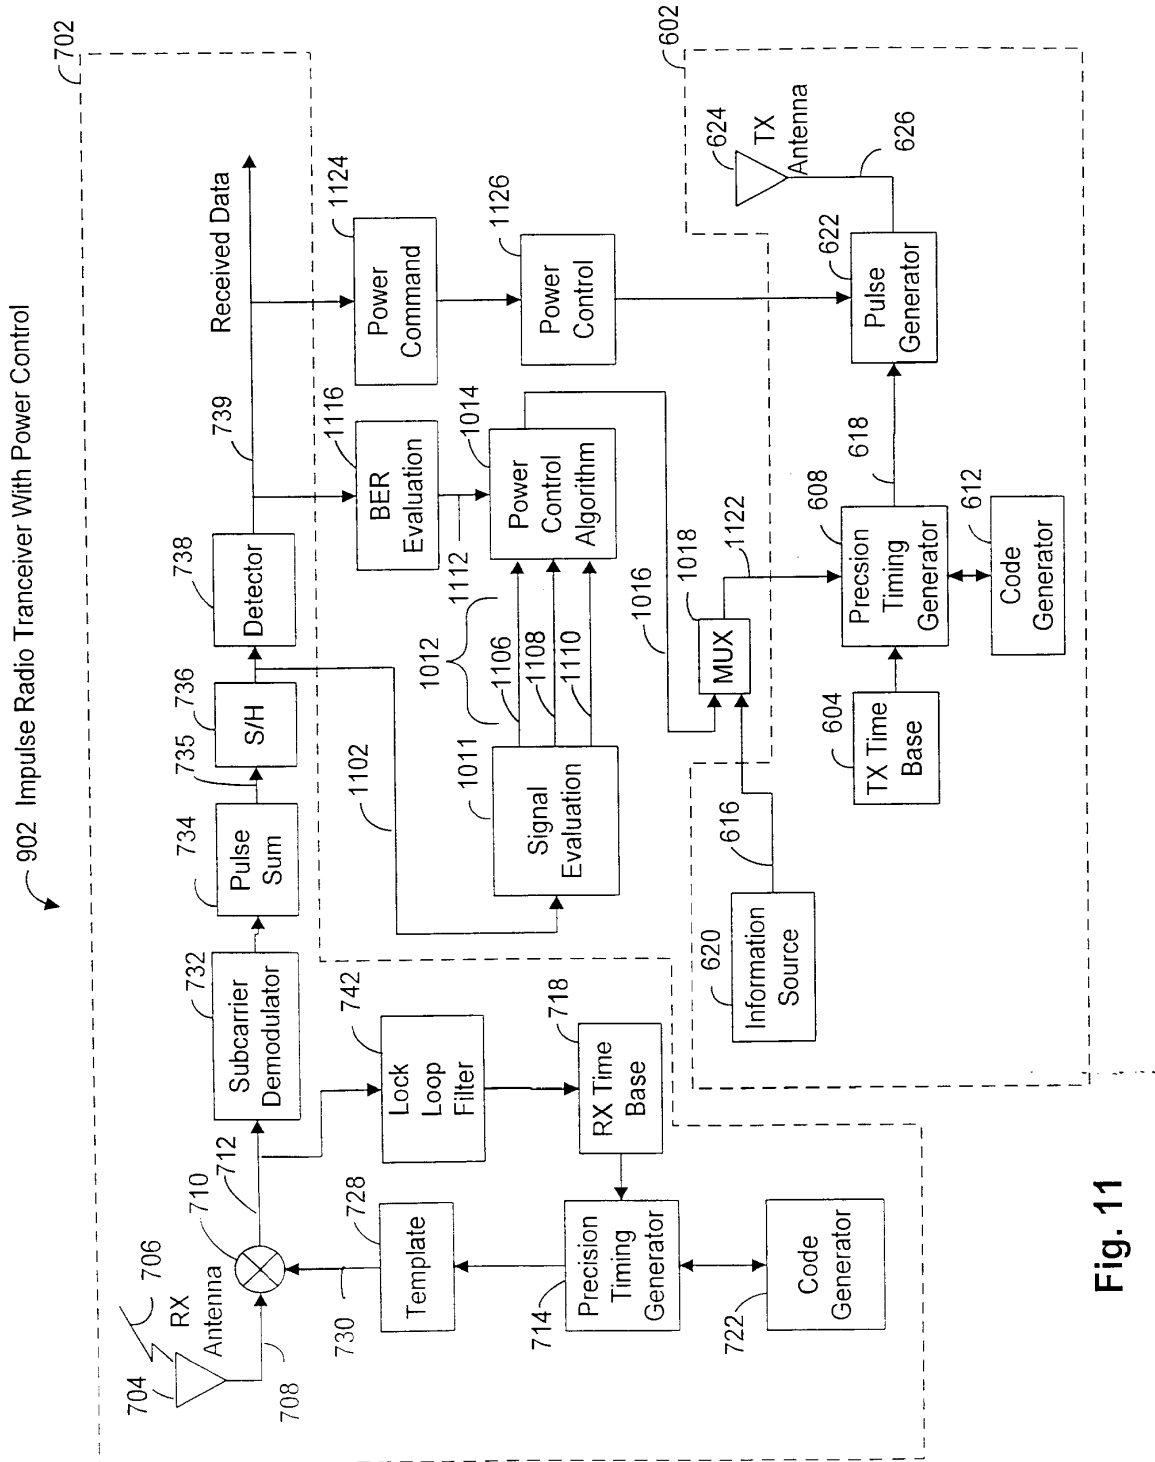 902 Impulse Radio Tranceiver With Power Control
702
704
706
RX
Antenna
708
710
712
732
Subcarrier
Demodulator
734
Pulse
Sum
735
736
S/H
738
Detector
739
Received Data
730
728
Template
742
Lock
Loop
Filter
718
RX Time
Base
714
Precision
Timing
Generator
722
Code
Generator
1102
1011
Signal
Evaluation
1012
1106
1108
1110
1116
BER
Evaluation
1112
1014
Power
Control
Algorithm
1124
Power
Command
1126
Power
Control
1016
1018
MUX
1122
602
620
Information
Source
616
604
TX Time
Base
608
Precsion
Timing
Generator
612
Code
Generator
618
622
Pulse
Generator
624
TX
Antenna
626
Fig. 11